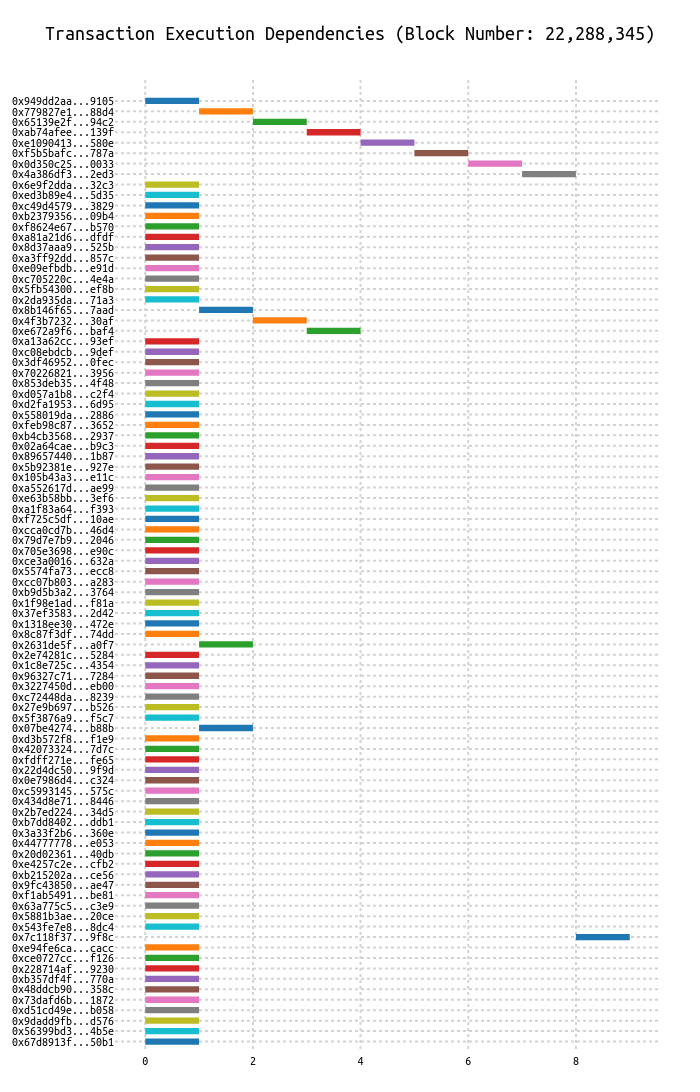 Transaction Execution Dependencies (Block Number: 22,288,345)
0x949dd2aa...9105
0x779827e1...88d4
0x65139e2f...94c2
0xab74afee...139f
0xe1090413...580e
0xf5b5bafc...787a
0x0d350c25...0033
0x4a386df3...2ed3
0x6e9f2dda...32c3
0xed3b89e4...5d35
0xc49d4579...3829
0xb2379356...09b4
0xf8624e67...b570
0xa81a21d6...dfdf
0x8d37aaa9...525b
0xa3ff92dd...857c
0xe09efbdb...e91d
0xc705220c...4e4a
0x5fb54300...ef8b
0x2da935da...71a3
0x8b146f65...7aad
0x4f3b7232...30af
0xe672a9f6...baf4
0xa13a62cc...93ef
0xc08ebdcb...9def
0x3df46952...0fec
0x70226821...3956
0x853deb35...4f48
0xd057a1b8...c2f4
0xd2fa1953...6d95
0x558019da...2886
0xfeb98c87...3652
0xb4cb3568...2937
0x02a64cae...b9c3
0x89657440...1b87
0x5b92381e...927e
0x105b43a3...e11c
0xa552617d...ae99
0xe63b58bb...3ef6
0xa1f83a64...f393
0xf725c5df...10ae
0xcca0cd7b...46d4
0x79d7e7b9...2046
0x705e3698...e90c
0xce3a0016...632a
0x5574fa73...ecc8
0xcc07b803...a283
0xb9d5b3a2...3764
0x1f98e1ad...f81a
0x37ef3583...2d42
0x1318ee30...472e
0x8c87f3df...74dd
0x2631de5f...a0f7
0x2e74281c...5284
0x1c8e725c...4354
0x96327c71...7284
0x3227450d...eb00
0xc72448da...8239
0x27e9b697...b526
0x5f3876a9...f5c7
0x07be4274...b88b
0xd3b572f8...f1e9
0x42073324...7d7c
0xfdff271e...fe65
0x22d4dc50...9f9d
0x0e7986d4...c324
0xc5993145...575c
0x434d8e71...8446
0x2b7ed224...34d5
0xb7dd8402...ddb1
0x3a33f2b6...360e
0x44777778...e053
0x20d02361...40db
0xe4257c2e...cfb2
0xb215202a...ce56
0x9fc43850...ae47
0xf1ab5491...be81
0x63a775c5...c3e9
0x5881b3ae...20ce
0x543fe7e8...8dc4
0x7c118f37...9f8c
0xe94fe6ca...cacc
0xce0727cc...f126
0x228714af...9230
0xb357df4f...770a
0x48ddcb90...358c
0x73dafd6b...1872
0xd51cd49e...b058
0x9dadd9fb...d576
0x56399bd3...4b5e
0x67d8913f...50b1
0 2 4 6 8